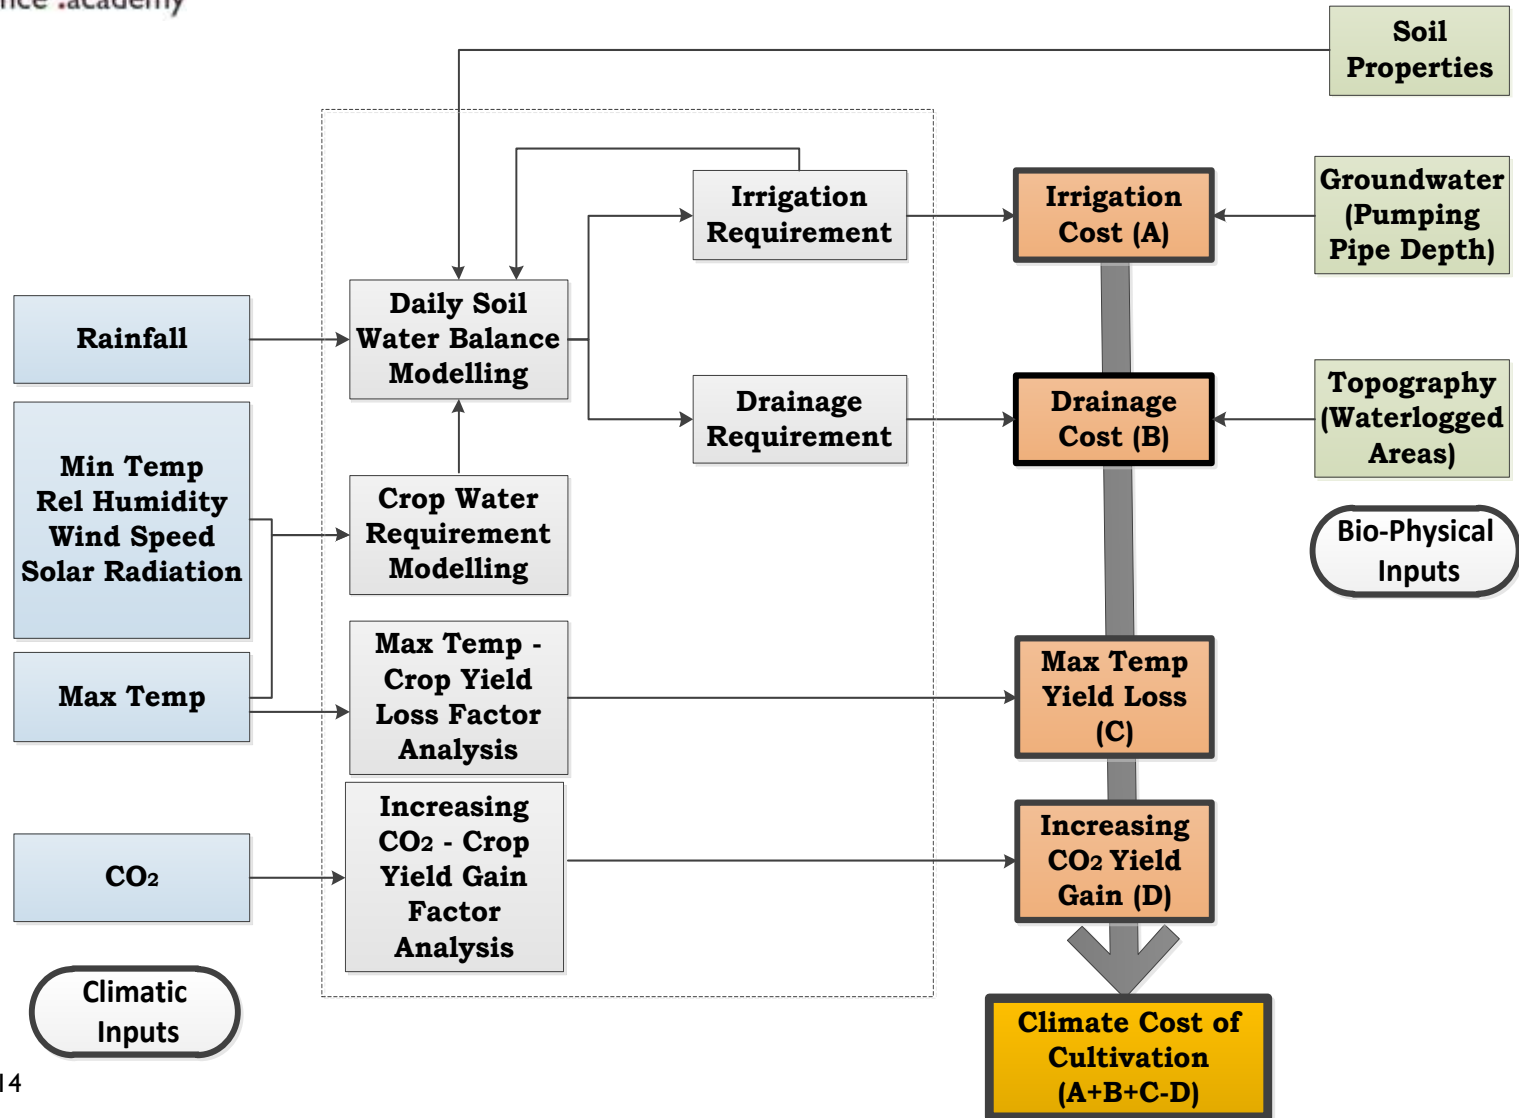 .academy
Soil
Properties
Irrigation
Requirement
Irrigation
Cost (A)
Groundwater
(Pumping
Pipe Depth)
Rainfall
Daily Soil
Water Balance
Modelling
Drainage
Requirement
Drainage
Cost (B)
Topography
(Waterlogged
Areas)
Min Temp
Rel Humidity
Wind Speed
Solar Radiation
Crop Water
Requirement
Modelling
Bio-Physical
Inputs
Max Temp
Max Temp -
Crop Yield
Loss Factor
Analysis
Max Temp
Yield Loss
(C)
CO₂
Increasing
CO₂ - Crop
Yield Gain
Factor
Analysis
Increasing
CO₂ Yield
Gain (D)
Climatic
Inputs
Climate Cost of
Cultivation
(A+B+C-D)
14